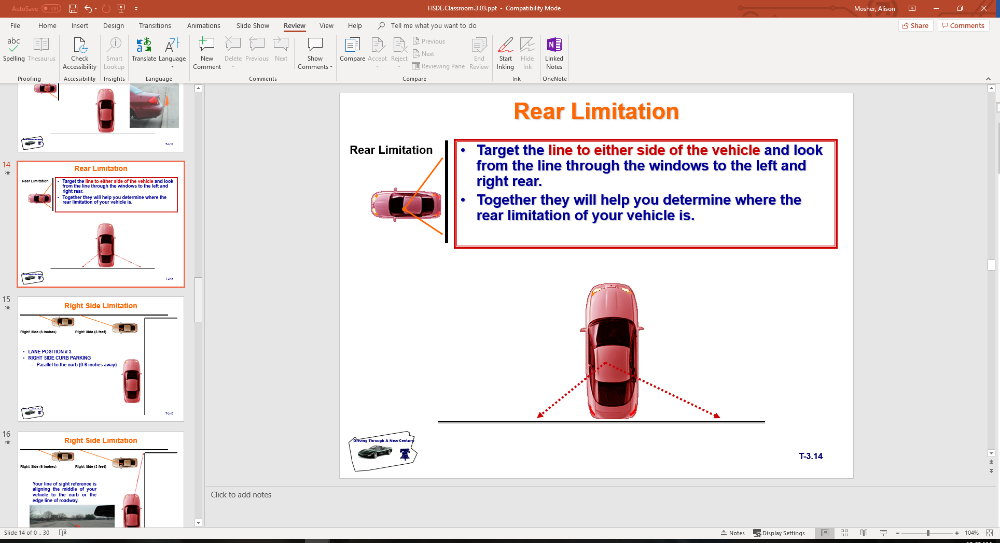 AutoSave Off
HSDE.Classroom.3.03.ppt - Compatibility Mode
Mosher, Alison
File Home Insert Design Transitions Animations Slide Show Review View Help Tell me what you want to do
Share Comments
abc
Spelling Thesaurus
Proofing
Check
Accessibility
Accessibility
Smart
Lookup
Insights
Translate Language
Language
New
Comment
Delete Previous Next
Show
Comments
Comments
Compare Accept Reject
Previous
Next
Reviewing Pane
End
Review
Compare
Start
Inking
Hide
Ink
Ink
Linked
Notes
OneNote
T-3.13
14
Rear Limitation
Rear Limitation
• Target the line to either side of the vehicle and look
from the line through the windows to the left and
right rear.
• Together they will help you determine where the
rear limitation of your vehicle is.
T-3.14
15
Right Side Limitation
Right Side (6 inches) Right Side (3 feet)
• LANE POSITION # 3
• RIGHT SIDE CURB PARKING
– Parallel to the curb (0-6 inches away)
T-3.15
16
Right Side Limitation
Right Side (6 inches) Right Side (3 feet)
Your line of sight reference is
aligning the middle of your
vehicle to the curb or the
edge line of roadway.
Rear Limitation
Rear Limitation
• Target the line to either side of the vehicle and look
from the line through the windows to the left and
right rear.
• Together they will help you determine where the
rear limitation of your vehicle is.
Driving Through A New Century
T-3.14
Click to add notes
Slide 14 of 0 .. 30
Notes Display Settings 104%